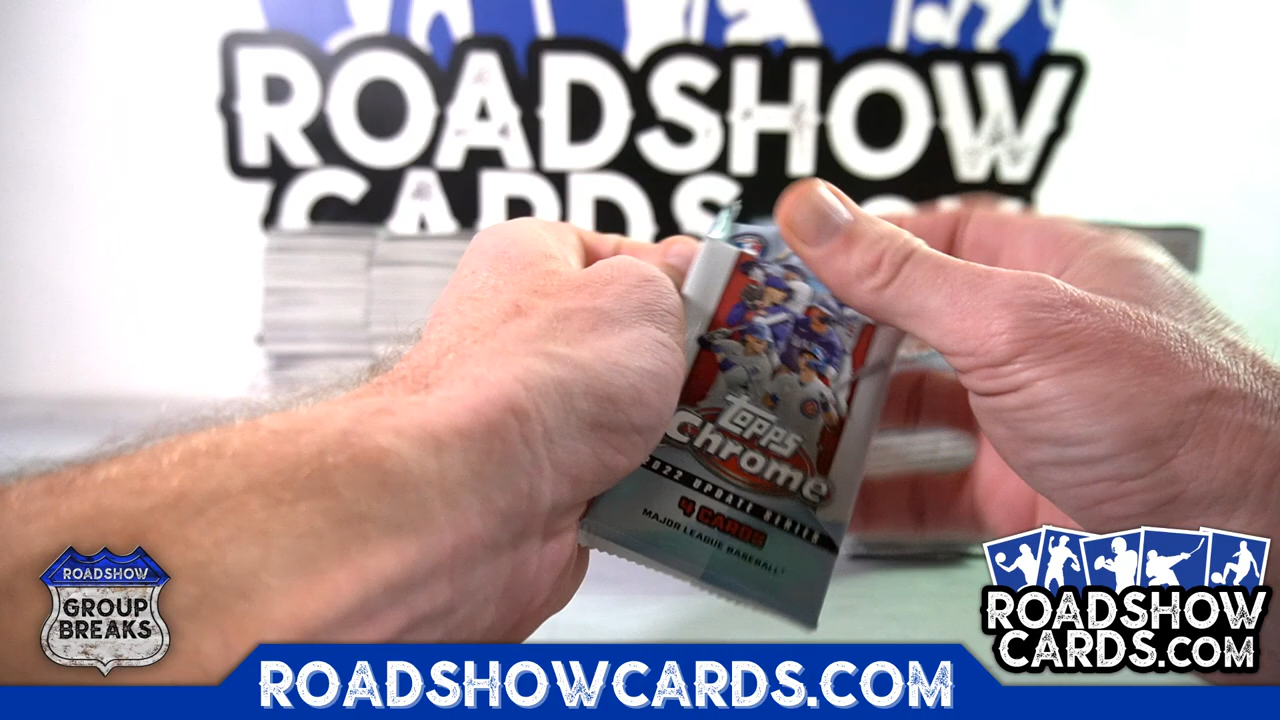 ROADSHOW
CARDS
Topps
Chrome
2022 UPDATE SERIES
4 CARDS
MAJOR LEAGUE BASEBALL
ROADSHOW
GROUP
BREAKS
ROADSHOW
CARDS.COM
ROADSHOWCARDS.COM